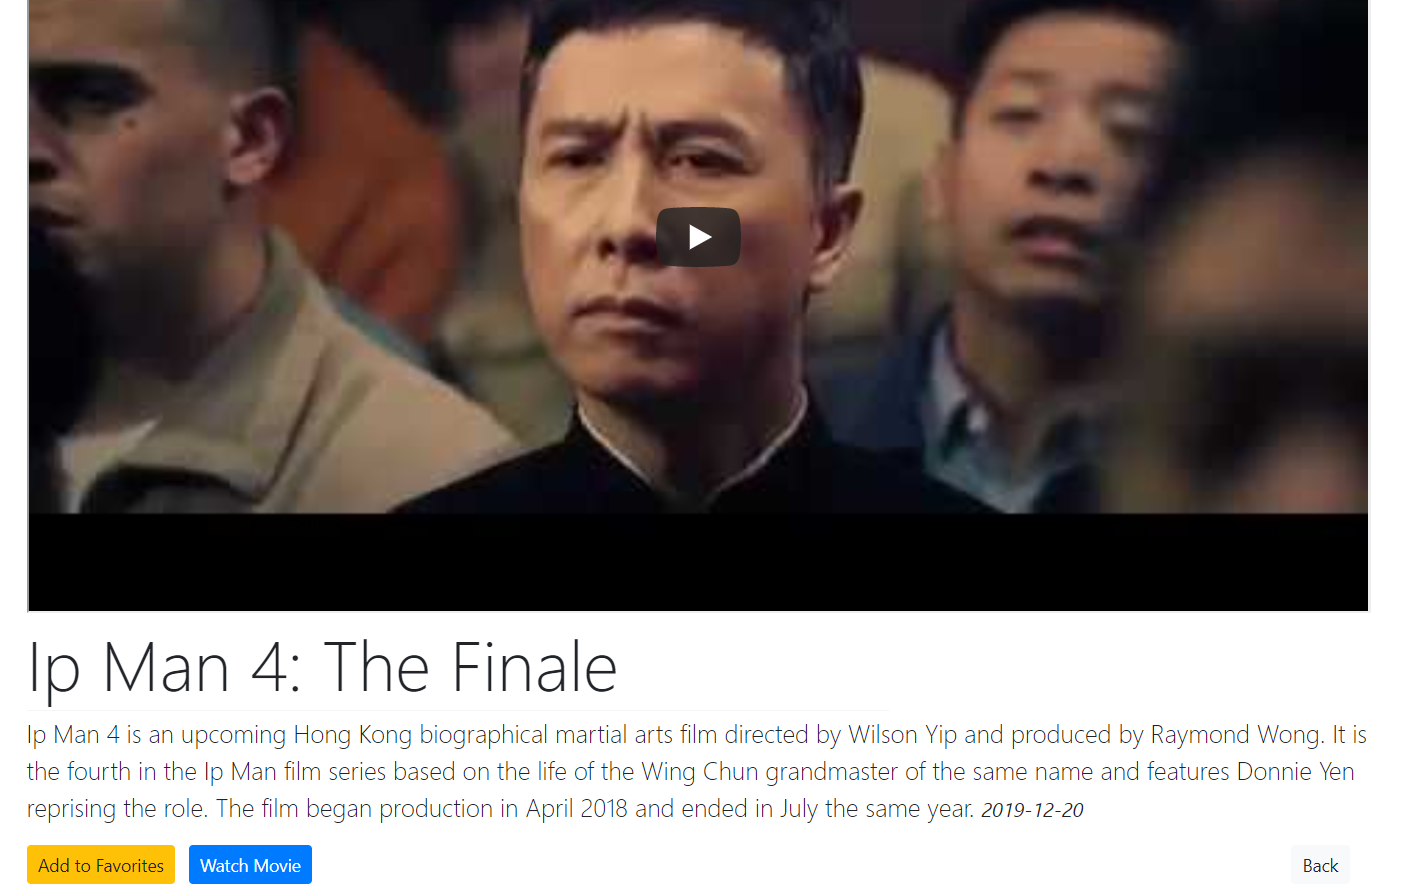 Ip Man 4: The Finale
Ip Man 4 is an upcoming Hong Kong biographical martial arts film directed by Wilson Yip and produced by Raymond Wong. It is
the fourth in the Ip Man film series based on the life of the Wing Chun grandmaster of the same name and features Donnie Yen
reprising the role. The film began production in April 2018 and ended in July the same year. 2019-12-20
Add to Favorites Watch Movie Back